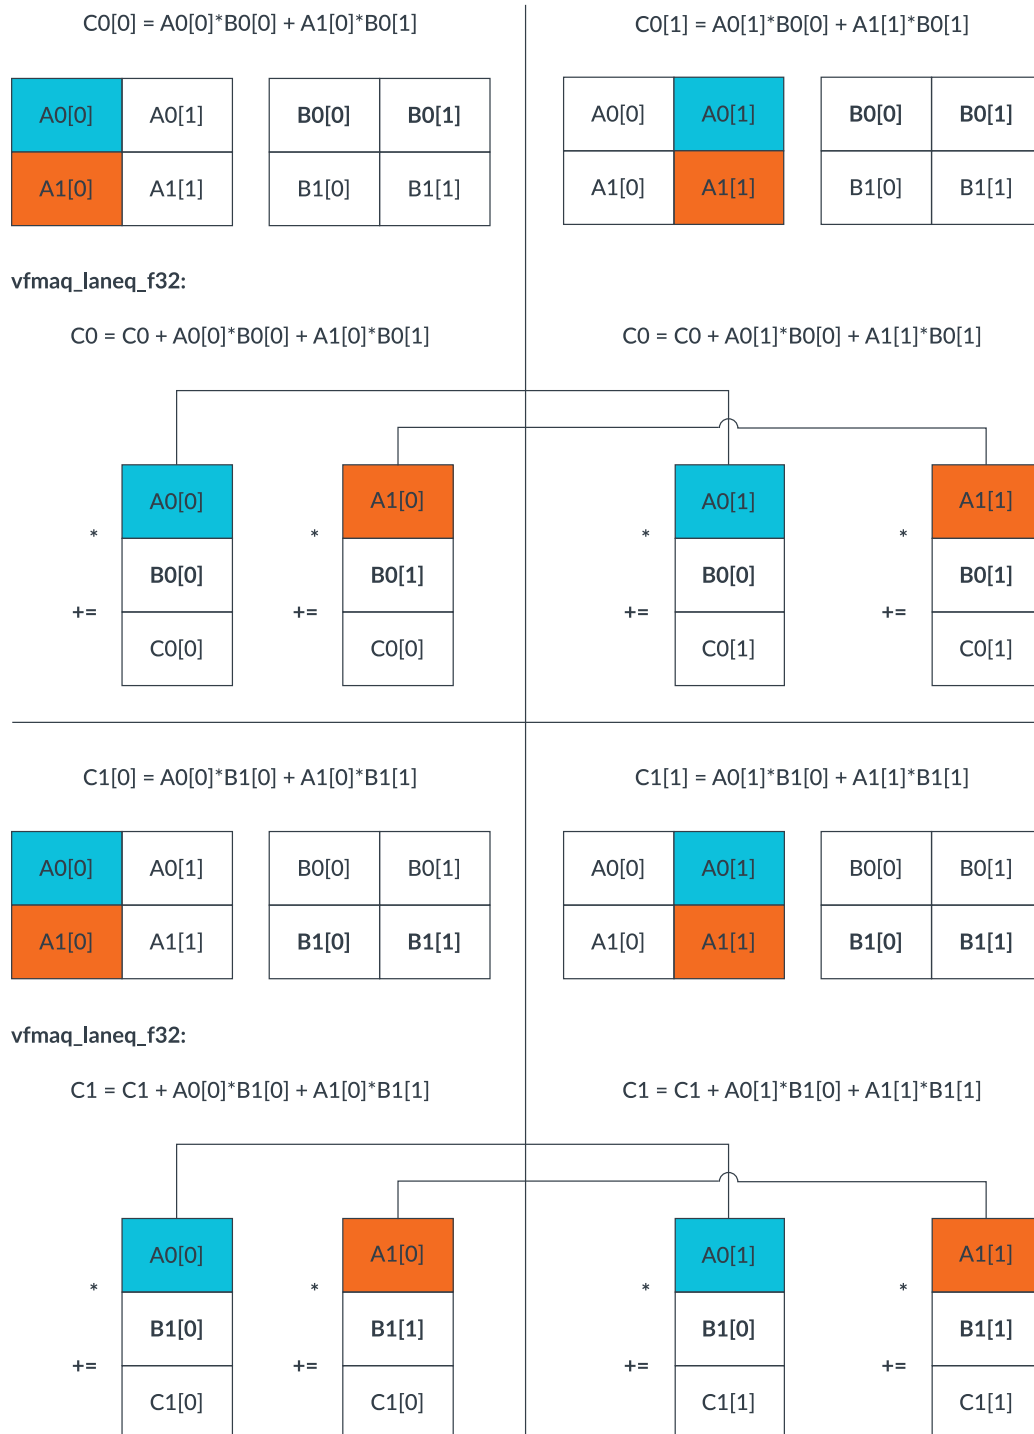 C0[0] = A0[0]*B0[0] + A1[0]*B0[1]
A0[0] A0[1] B0[0] B0[1]
A1[0] A1[1] B1[0] B1[1]
vfmaq_laneq_f32:
C0 = C0 + A0[0]*B0[0] + A1[0]*B0[1]
A0[0] A1[0]
* *
B0[0] B0[1]
+= +=
C0[0] C0[0]
C0[1] = A0[1]*B0[0] + A1[1]*B0[1]
A0[0] A0[1] B0[0] B0[1]
A1[0] A1[1] B1[0] B1[1]
C0 = C0 + A0[1]*B0[0] + A1[1]*B0[1]
A0[1] A1[1]
* *
B0[0] B0[1]
+= +=
C0[1] C0[1]
C1[0] = A0[0]*B1[0] + A1[0]*B1[1]
A0[0] A0[1] B0[0] B0[1]
A1[0] A1[1] B1[0] B1[1]
vfmaq_laneq_f32:
C1 = C1 + A0[0]*B1[0] + A1[0]*B1[1]
A0[0] A1[0]
* *
B1[0] B1[1]
+= +=
C1[0] C1[0]
C1[1] = A0[1]*B1[0] + A1[1]*B1[1]
A0[0] A0[1] B0[0] B0[1]
A1[0] A1[1] B1[0] B1[1]
C1 = C1 + A0[1]*B1[0] + A1[1]*B1[1]
A0[1] A1[1]
* *
B1[0] B1[1]
+= +=
C1[1] C1[1]